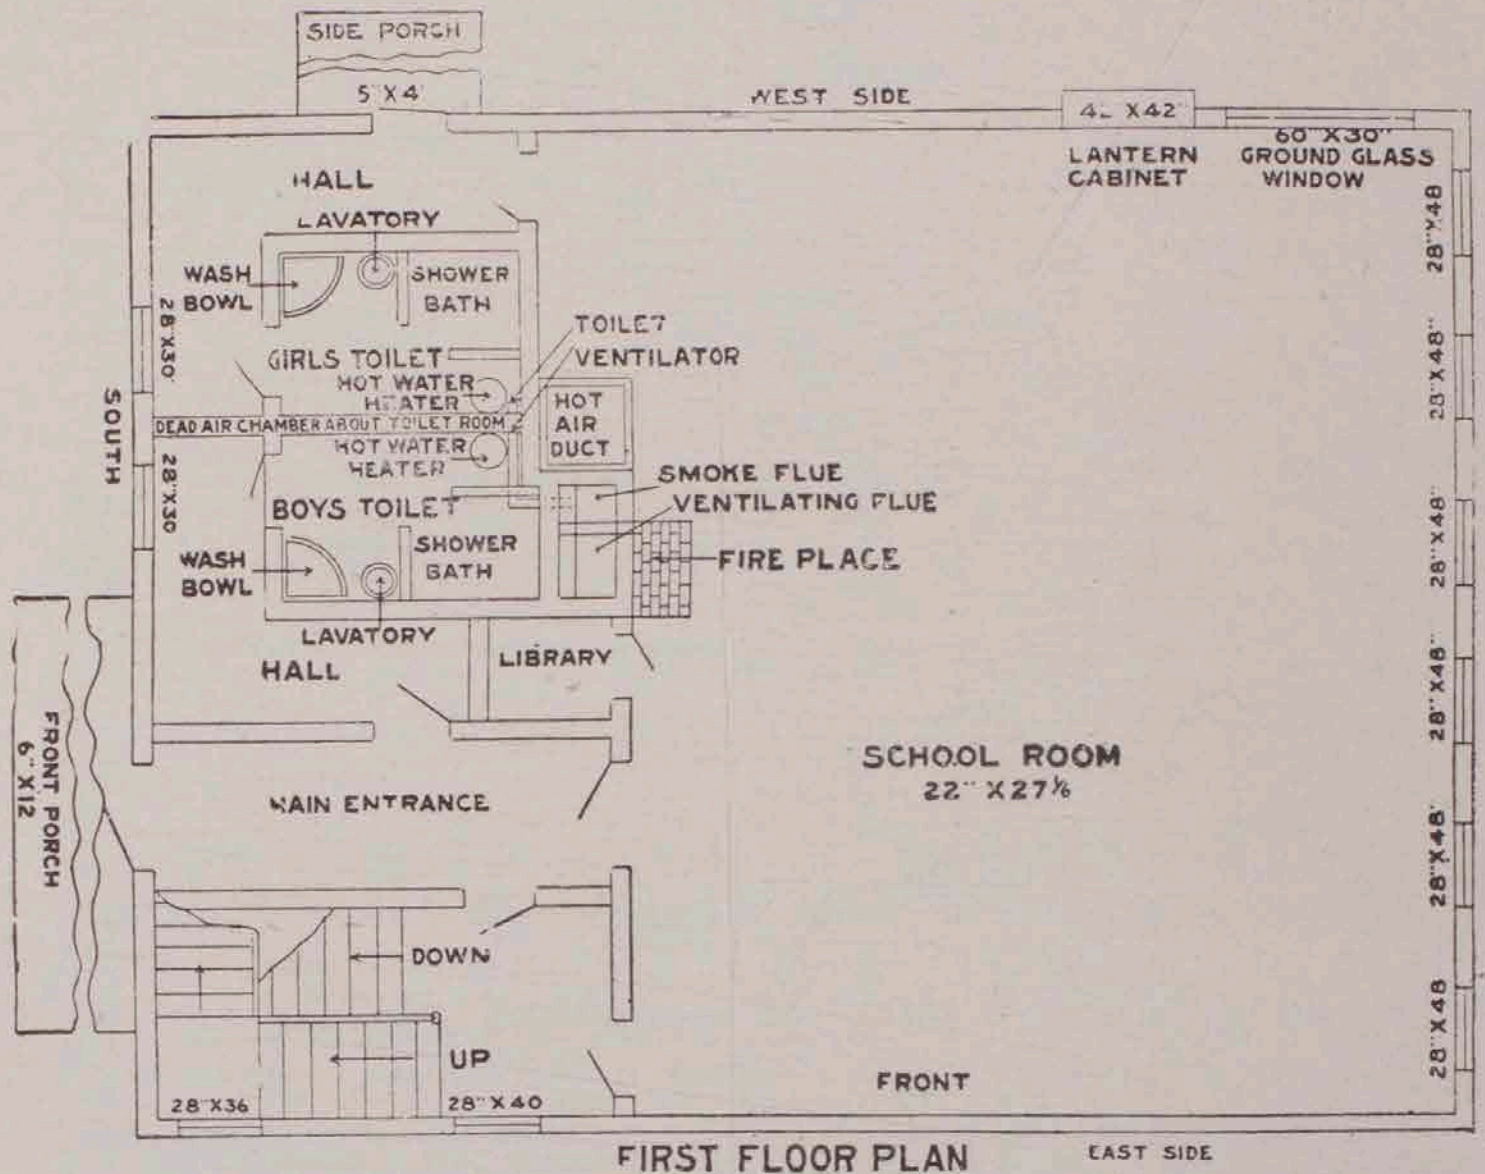 SIDE PORCH
5" X 4'
WEST SIDE
X42"
LANTERN
CABINET
60" X 30"
GROUND GLASS
WINDOW
HALL
LAVATORY
WASH
BOWL
SHOWER
BATH
28" X 48
28" X 48"
28" X 48"
28" X 48"
28" X 48'
28" X 48
28" X 30'
TOILET
VENTILATOR
GIRLS TOILET
HOT WATER
HEATER
DEAD AIR CHAMBER ABOUT TOILET ROOM
HOT
AIR
DUCT
SOUTH
HOT WATER
HEATER
28" X 30
BOYS TOILET
SMOKE FLUE
VENTILATING FLUE
FIRE PLACE
WASH
BOWL
SHOWER
BATH
LAVATORY
HALL
LIBRARY
FRONT PORCH
6" X 12
MAIN ENTRANCE
SCHOOL ROOM
22" X 27⅙
DOWN
UP
28" X 36
28" X 40
FRONT
FIRST FLOOR PLAN
EAST SIDE